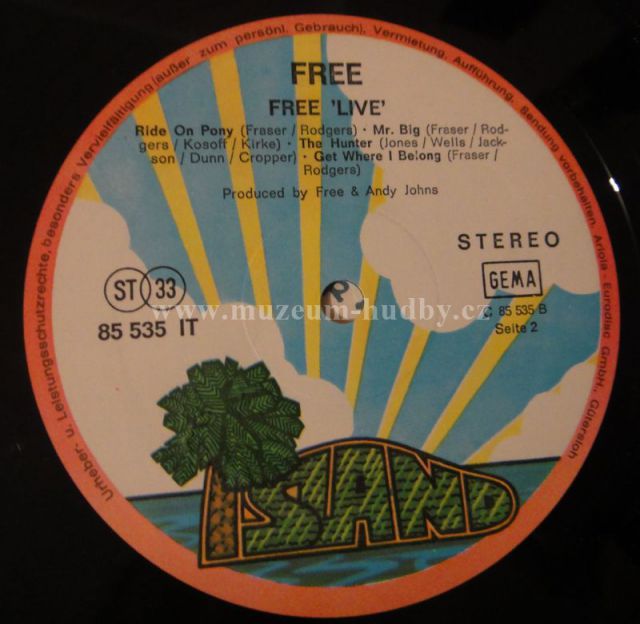 Urheber- u. Leistungsschutzrechte, besonders Vervielfältigung (außer zum persönl. Gebrauch), Vermietung, Aufführung, Sendung vorbehalten. Ariola - Eurodisc GmbH., Gütersloh
FREE
FREE 'LIVE'
Ride On Pony (Fraser / Rodgers) · Mr. Big (Fraser / Rod-
gers / Kosoff / Kirke) · The Hunter (Jones / Wells / Jack-
son / Dunn / Cropper) · Get Where I Belong (Fraser /
Rodgers)
Produced by Free & Andy Johns
STEREO
ST 33
GEMA
www.muzeum-hudby.cz
85 535 IT
C 85 535 B
Seite 2
ISLAND